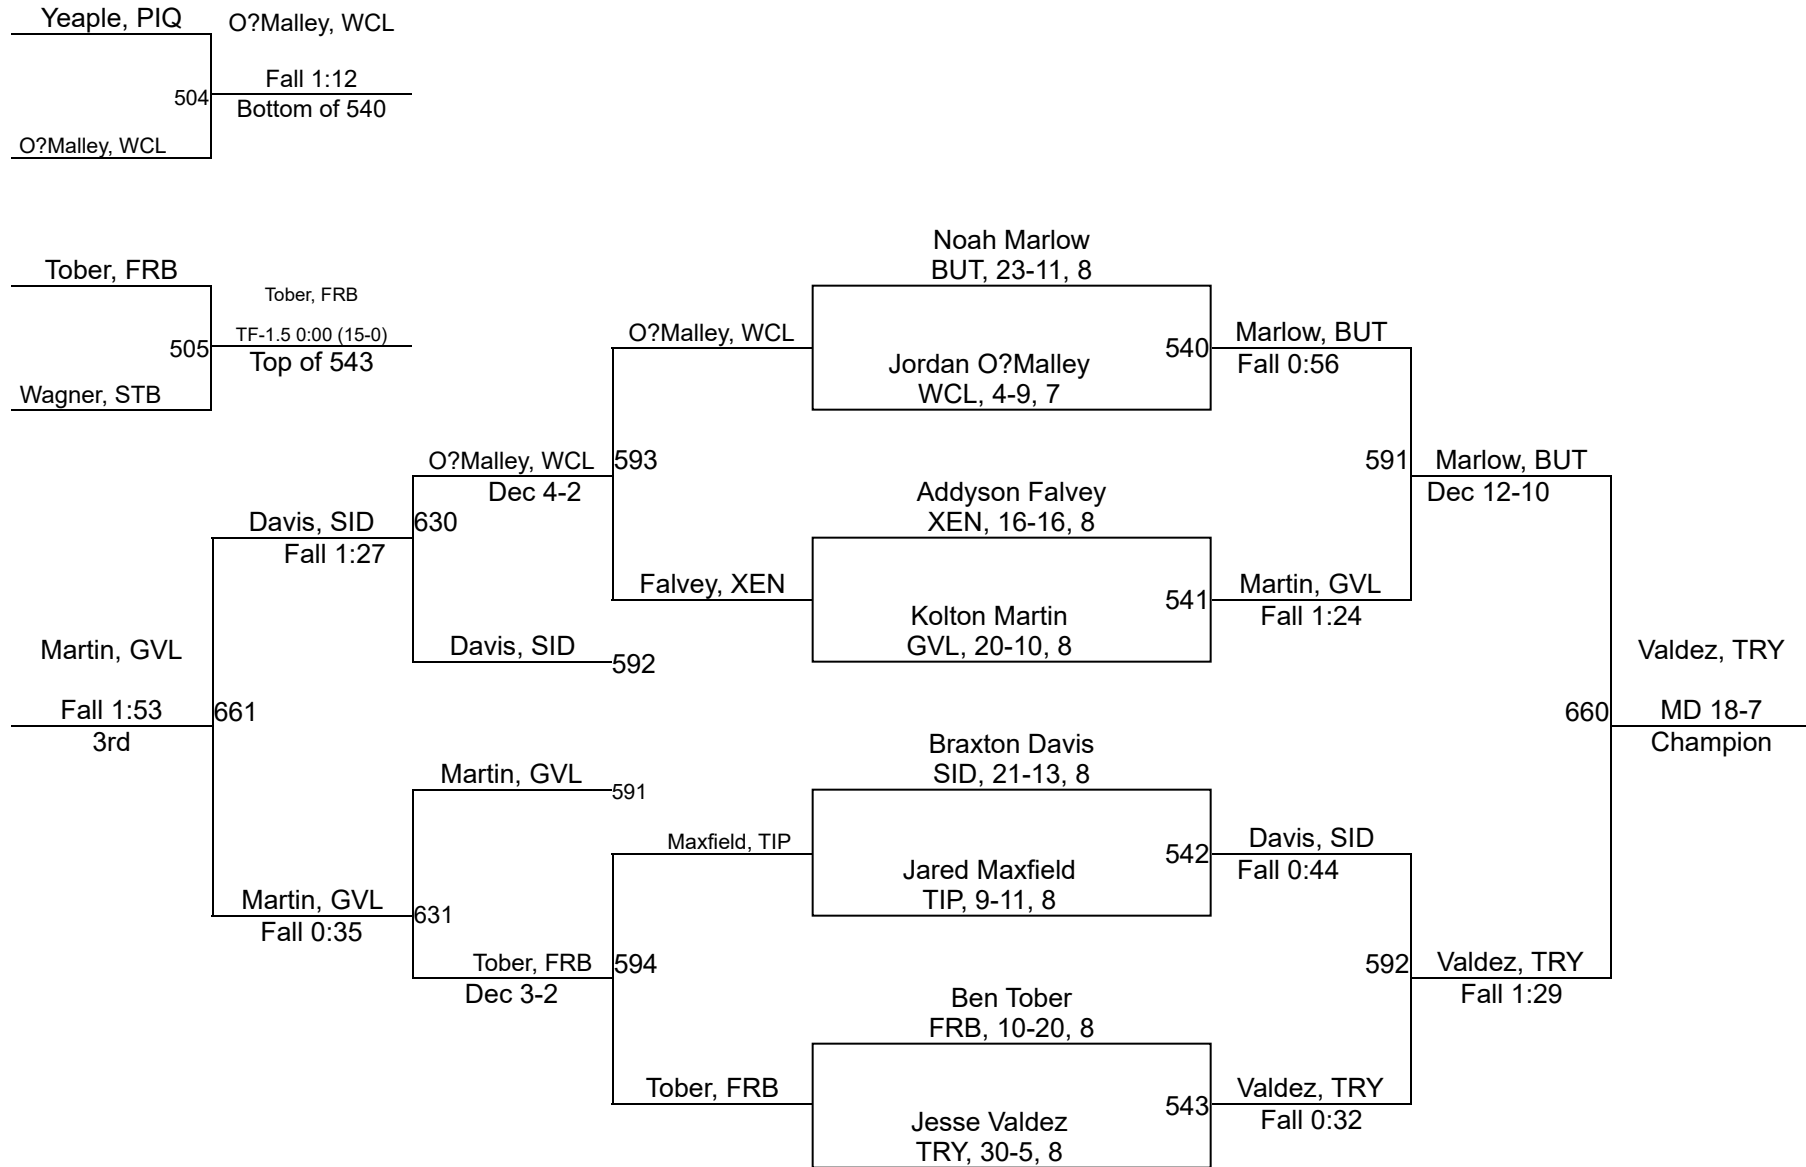 Yeaple, PIQ
O?Malley, WCL
Fall 1:12
504
Bottom of 540
O?Malley, WCL
Tober, FRB
Tober, FRB
TF-1.5 0:00 (15-0)
505
Top of 543
Wagner, STB
Noah Marlow
BUT, 23-11, 8
O?Malley, WCL
540
Marlow, BUT
Jordan O?Malley
Fall 0:56
WCL, 4-9, 7
O?Malley, WCL
593
591
Marlow, BUT
Dec 4-2
Dec 12-10
Addyson Falvey
XEN, 16-16, 8
Davis, SID
630
Fall 1:27
Falvey, XEN
541
Martin, GVL
Kolton Martin
Fall 1:24
GVL, 20-10, 8
Davis, SID
592
Martin, GVL
Valdez, TRY
Fall 1:53
661
660
MD 18-7
3rd
Champion
Braxton Davis
SID, 21-13, 8
Martin, GVL
591
Maxfield, TIP
542
Davis, SID
Jared Maxfield
Fall 0:44
TIP, 9-11, 8
Martin, GVL
631
Fall 0:35
Tober, FRB
594
592
Valdez, TRY
Dec 3-2
Fall 1:29
Ben Tober
FRB, 10-20, 8
Tober, FRB
543
Valdez, TRY
Jesse Valdez
Fall 0:32
TRY, 30-5, 8